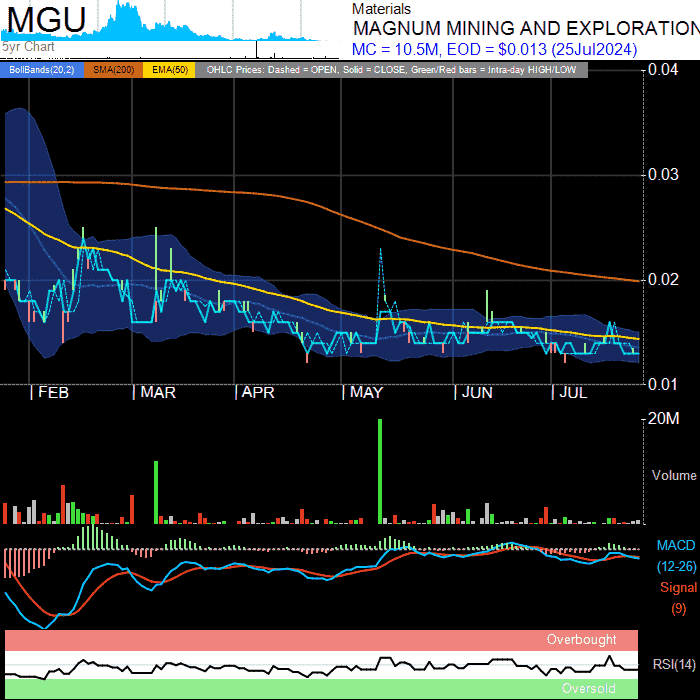 MGU
5yr Chart
Materials
MAGNUM MINING AND EXPLORATION
MC = 10.5M, EOD = $0.013 (25Jul2024)
BollBands(20,2) SMA(200) EMA(50) OHLC Prices: Dashed = OPEN, Solid = CLOSE, Green/Red bars = Intra-day HIGH/LOW
0.04
0.03
0.02
0.01
FEB MAR APR MAY JUN JUL
20M
Volume
MACD
(12-26)
Signal
(9)
Overbought
RSI(14)
Oversold